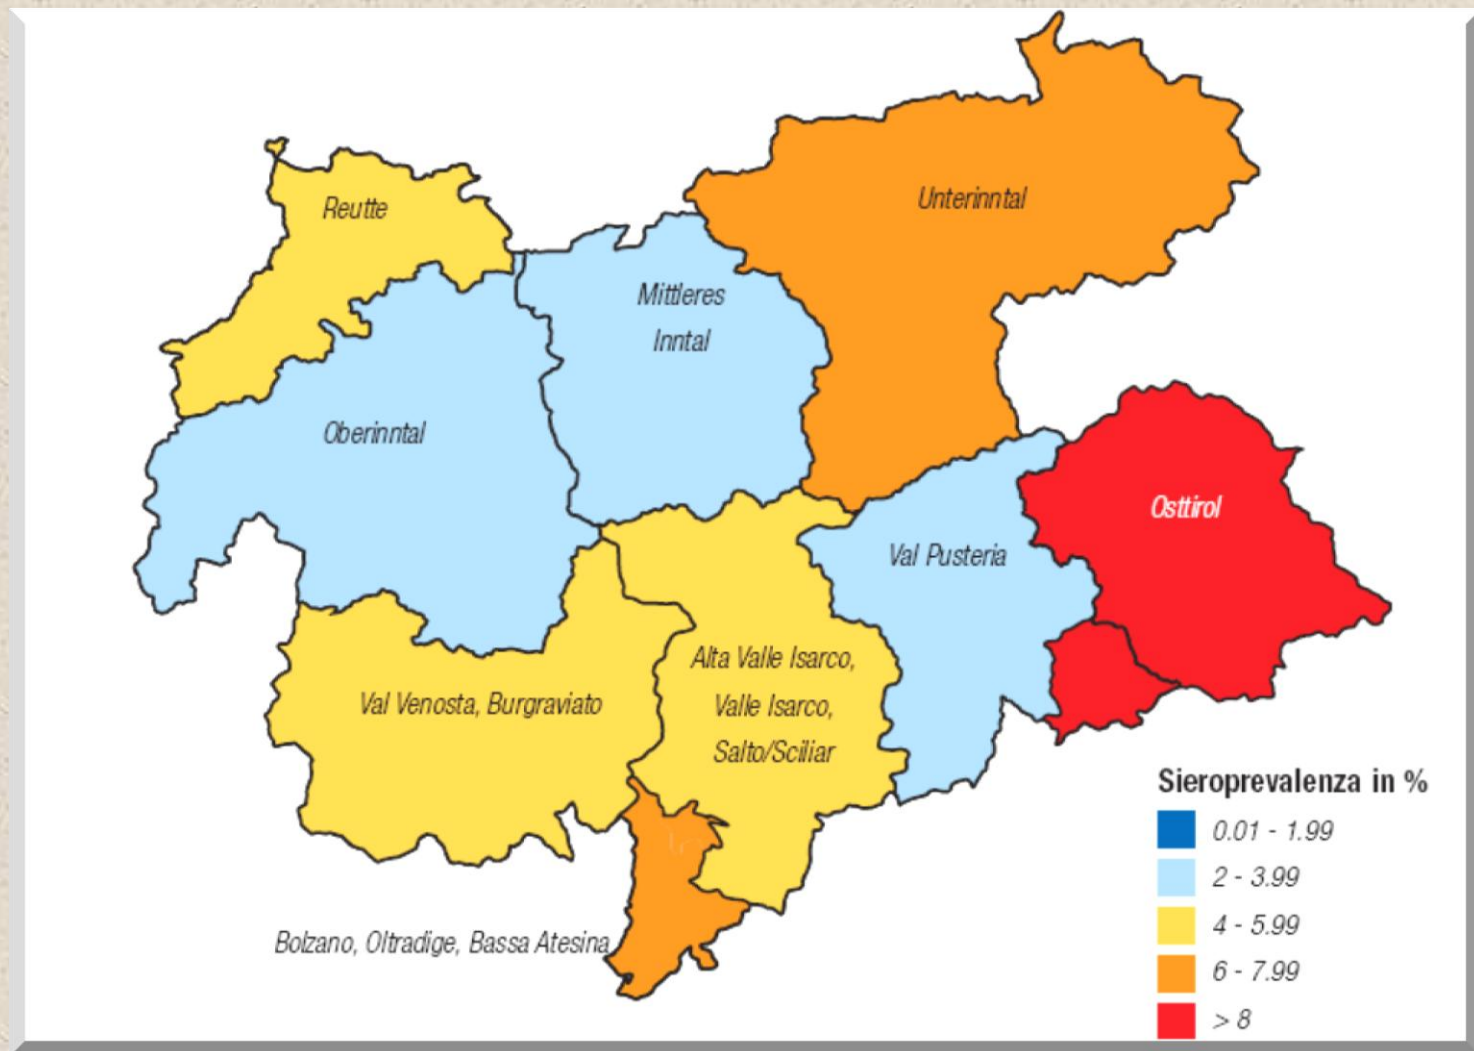 Reutte
Unterinntal
Mittleres
Inntal
Oberinntal
Osttirol
Val Pusteria
Alta Valle Isarco,
Valle Isarco,
Salto/Sciliar
Val Venosta, Burgraviato
Bolzano, Oltradige, Bassa Atesina
Sieroprevalenza in %
0.01 - 1.99
2 - 3.99
4 - 5.99
6 - 7.99
> 8